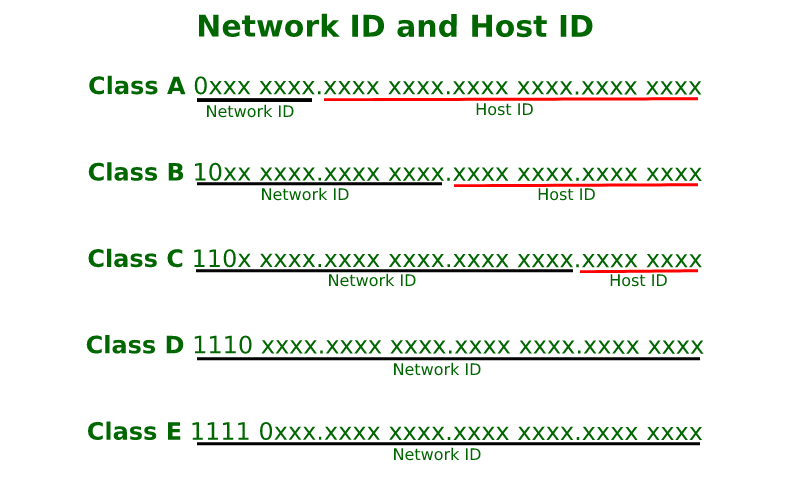 Network ID and Host ID
Class A 0xxx xxxx.xxxx xxxx.xxxx xxxx.xxxx xxxx
Network ID Host ID
Class B 10xx xxxx.xxxx xxxx.xxxx xxxx.xxxx xxxx
Network ID Host ID
Class C 110x xxxx.xxxx xxxx.xxxx xxxx.xxxx xxxx
Network ID Host ID
Class D 1110 xxxx.xxxx xxxx.xxxx xxxx.xxxx xxxx
Network ID
Class E 1111 0xxx.xxxx xxxx.xxxx xxxx.xxxx xxxx
Network ID